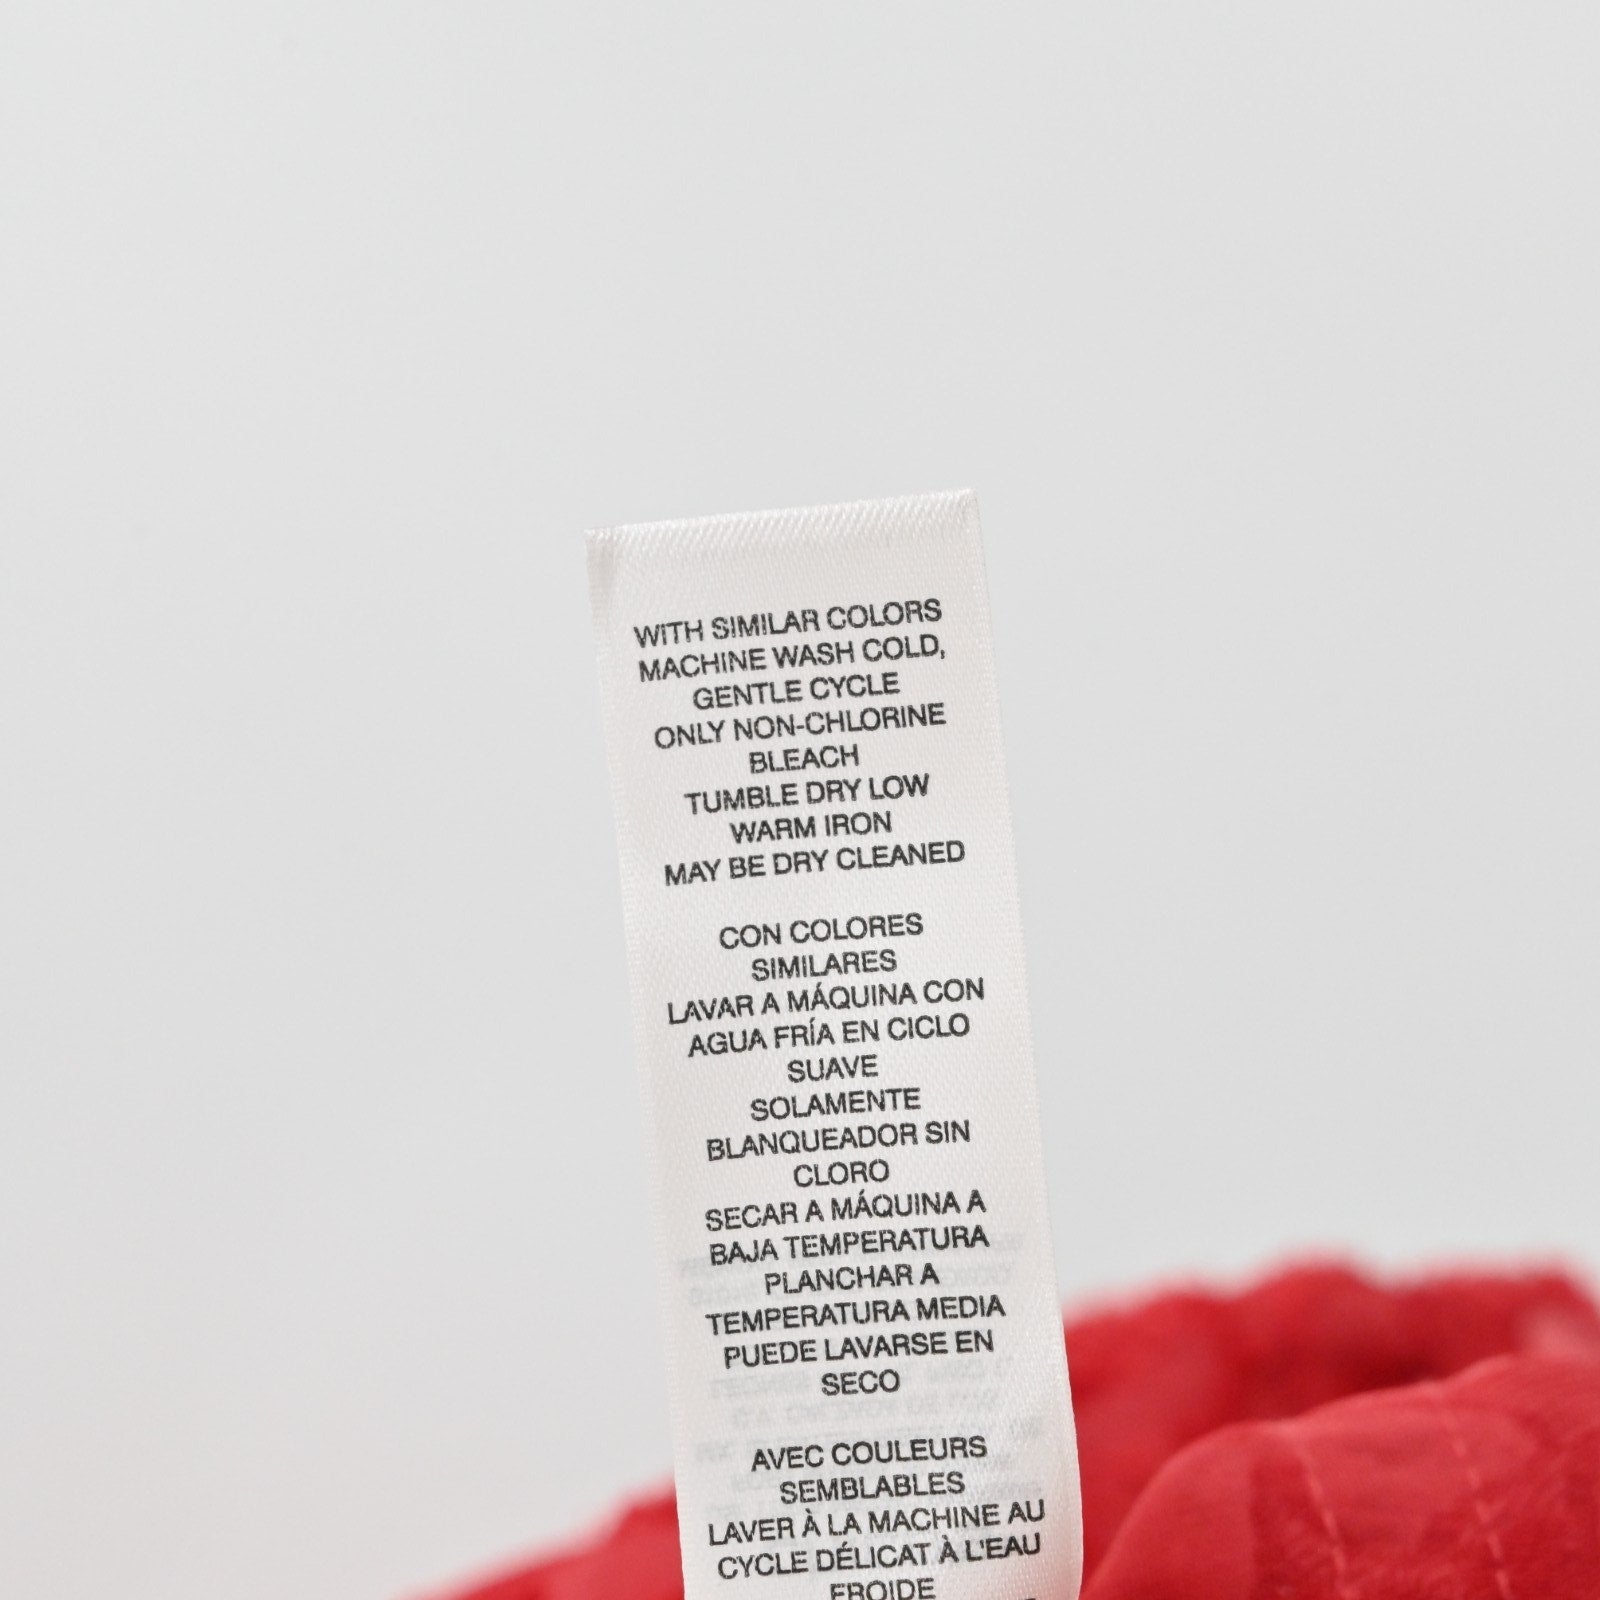 WITH SIMILAR COLORS
MACHINE WASH COLD,
GENTLE CYCLE
ONLY NON-CHLORINE
BLEACH
TUMBLE DRY LOW
WARM IRON
MAY BE DRY CLEANED
CON COLORES
SIMILARES
LAVAR A MÁQUINA CON
AGUA FRÍA EN CICLO
SUAVE
SOLAMENTE
BLANQUEADOR SIN
CLORO
SECAR A MÁQUINA A
BAJA TEMPERATURA
PLANCHAR A
TEMPERATURA MEDIA
PUEDE LAVARSE EN
SECO
AVEC COULEURS
SEMBLABLES
LAVER À LA MACHINE AU
CYCLE DÉLICAT À L'EAU
FROIDE